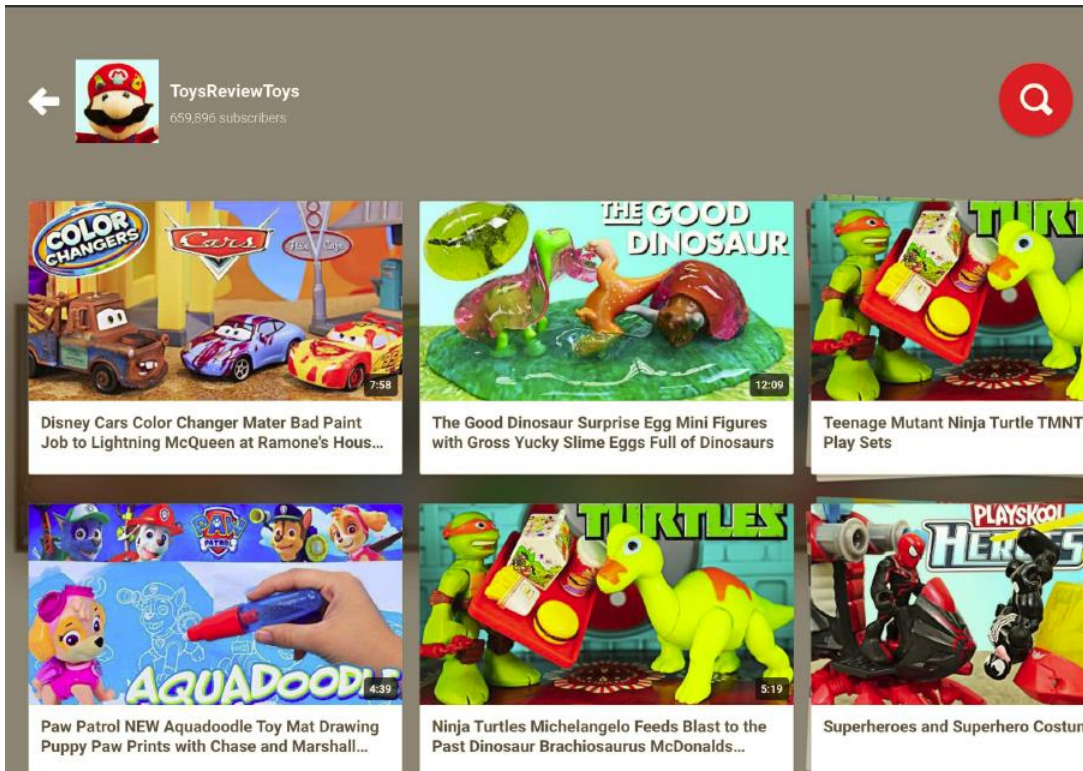 ToysReviewToys
659,896 subscribers
COLOR
CHANGERS
Cars
Flo's Cafe
7:58
THE GOOD
DINOSAUR
12:09
TURT
Disney Cars Color Changer Mater Bad Paint
Job to Lightning McQueen at Ramone's Hous...
The Good Dinosaur Surprise Egg Mini Figures
with Gross Yucky Slime Eggs Full of Dinosaurs
Teenage Mutant Ninja Turtle TMNT
Play Sets
PAW
PATROL
AQUADOODLE
4:39
TURTLES
5:19
PLAYSKOOL
HEROES
Paw Patrol NEW Aquadoodle Toy Mat Drawing
Puppy Paw Prints with Chase and Marshall...
Ninja Turtles Michelangelo Feeds Blast to the
Past Dinosaur Brachiosaurus McDonalds...
Superheroes and Superhero Costum